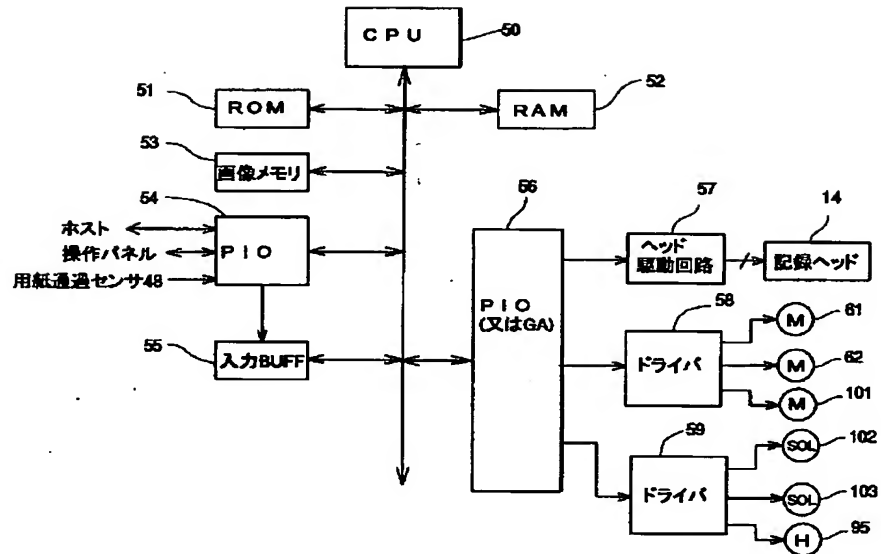 CPU
50
51
ROM
RAM
52
53
画像メモリ
54
ホスト
操作パネル
用紙通過センサ48
PIO
55
入力BUFF
56
PIO
(又はGA)
57
ヘッド
駆動回路
14
記録ヘッド
58
ドライバ
M
61
M
62
M
101
59
ドライバ
SOL
102
SOL
103
H
95